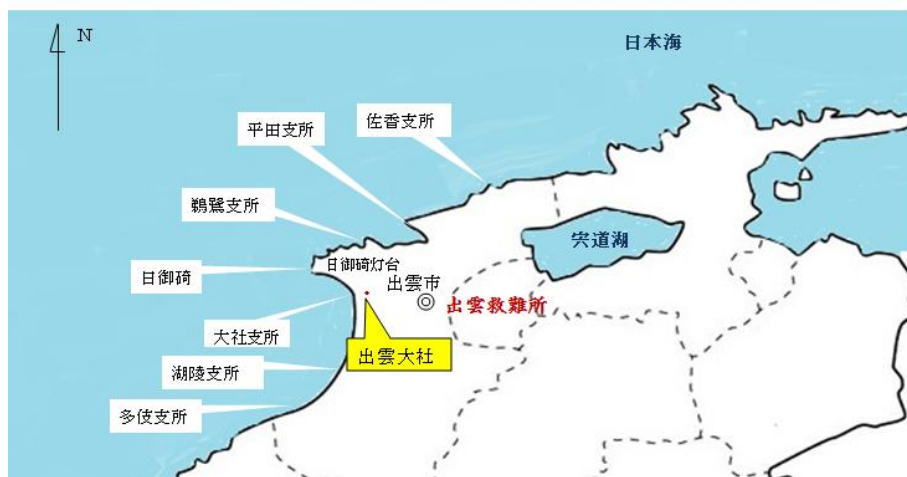 N
日本海
佐香支所
平田支所
鵜鷺支所
日御碕
日御碕灯台
宍道湖
出雲市
出雲救難所
大社支所
出雲大社
湖陵支所
多伎支所